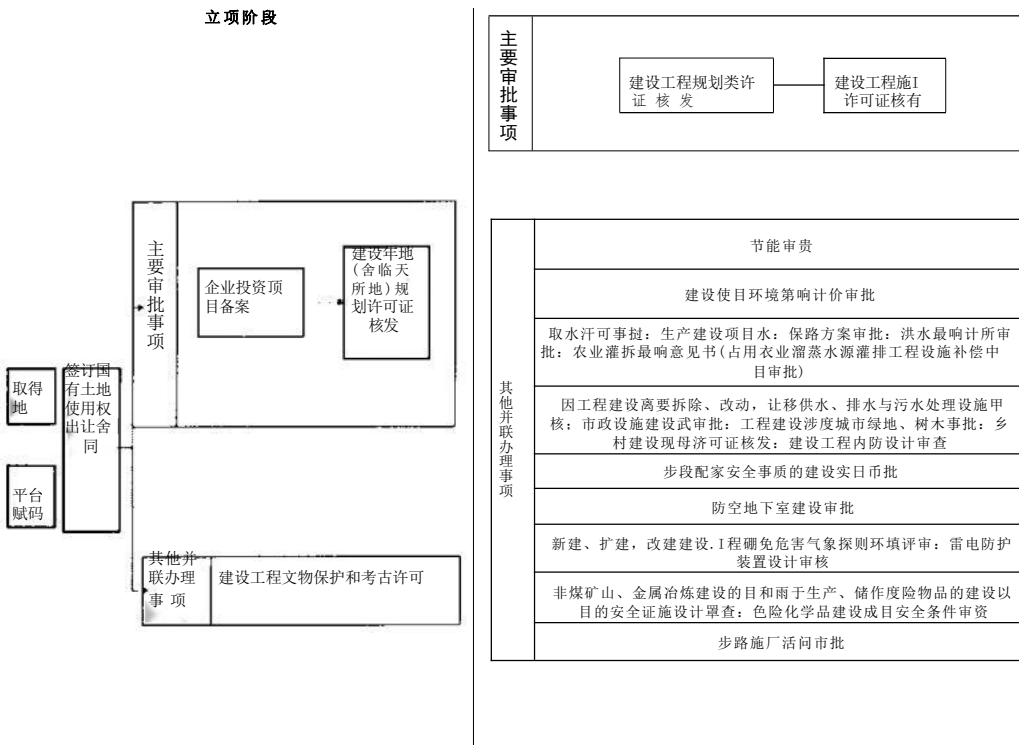 立项阶段
取得
地
平台
赋码
签订国
有土地
使用权
出让舍
同
主要审批事项
企业投资顶
目备案
建设年地
(舍临天
所地)规
划许可证
核发
其他并
联办理
事 项
建设工程文物保护和考古许可
主要审批事项
建设工程规划类许
证 核 发
建设工程施I
许可证核有
其他并联办理事项
节能审贵
建设使目环境第响计价审批
取水汗可事挝: 生产建设项目水: 保路方案审批: 洪水最响计所审
批: 农业灌拆最响意见书(占用农业溜蒸水源灌排工程设施补偿中
目审批)
因工程建设离要拆除、改动, 让移供水、排水与污水处理设施甲
核; 市政设施建设武审批: 工程建设涉度城市绿地、树木事批: 乡
村建设现母济可证核发: 建设工程内防设计审查
步段配家安全事质的建设实日币批
防空地下室建设审批
新建、扩建, 改建建设.I程硼免危害气象探则环填评审: 雷电防护
装置设计审核
非煤矿山、金属冶炼建设的目和雨于生产、储作度险物品的建设以
目的安全证施设计罩查: 色险化学品建设成目安全条件审资
步路施厂活问市批